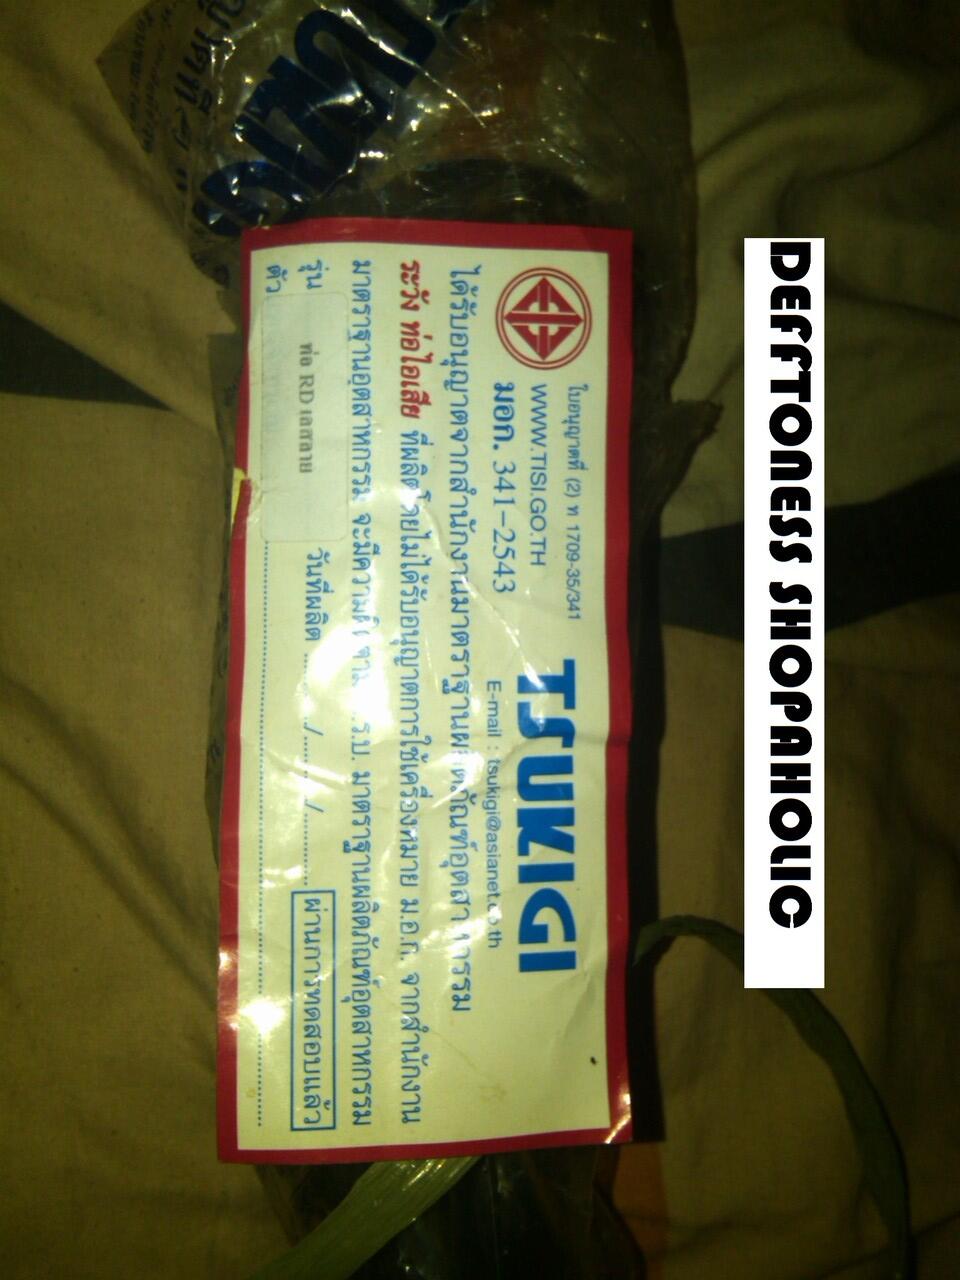 ใบอนุญาตที่ (2) ท 1709-35/341
WWW.TISI.GO.TH
มอก. 341-2543
TSUKIGI
E-mail : tsukigi@asianet.co.th
ได้รับอนุญาตจากสำนักงานมาตรฐานผลิตภัณฑ์อุตสาหกรรม
ระวัง ท่อไอเสีย ที่ผลิตโดยไม่ได้รับอนุญาตการใช้เครื่องหมาย ม.อ.ก. จากสำนักงาน
มาตราฐานอุตสาหกรรม จะมีความผิดตาม พ.ร.บ. มาตราฐานผลิตภัณฑ์อุตสาหกรรม
รุ่น
ท่อ RD เดลลาย
วันที่ผลิต ........../........../..........
ผ่านการทดสอบแล้ว
ตัว
DEFFTONESS SHOPAHOLIC